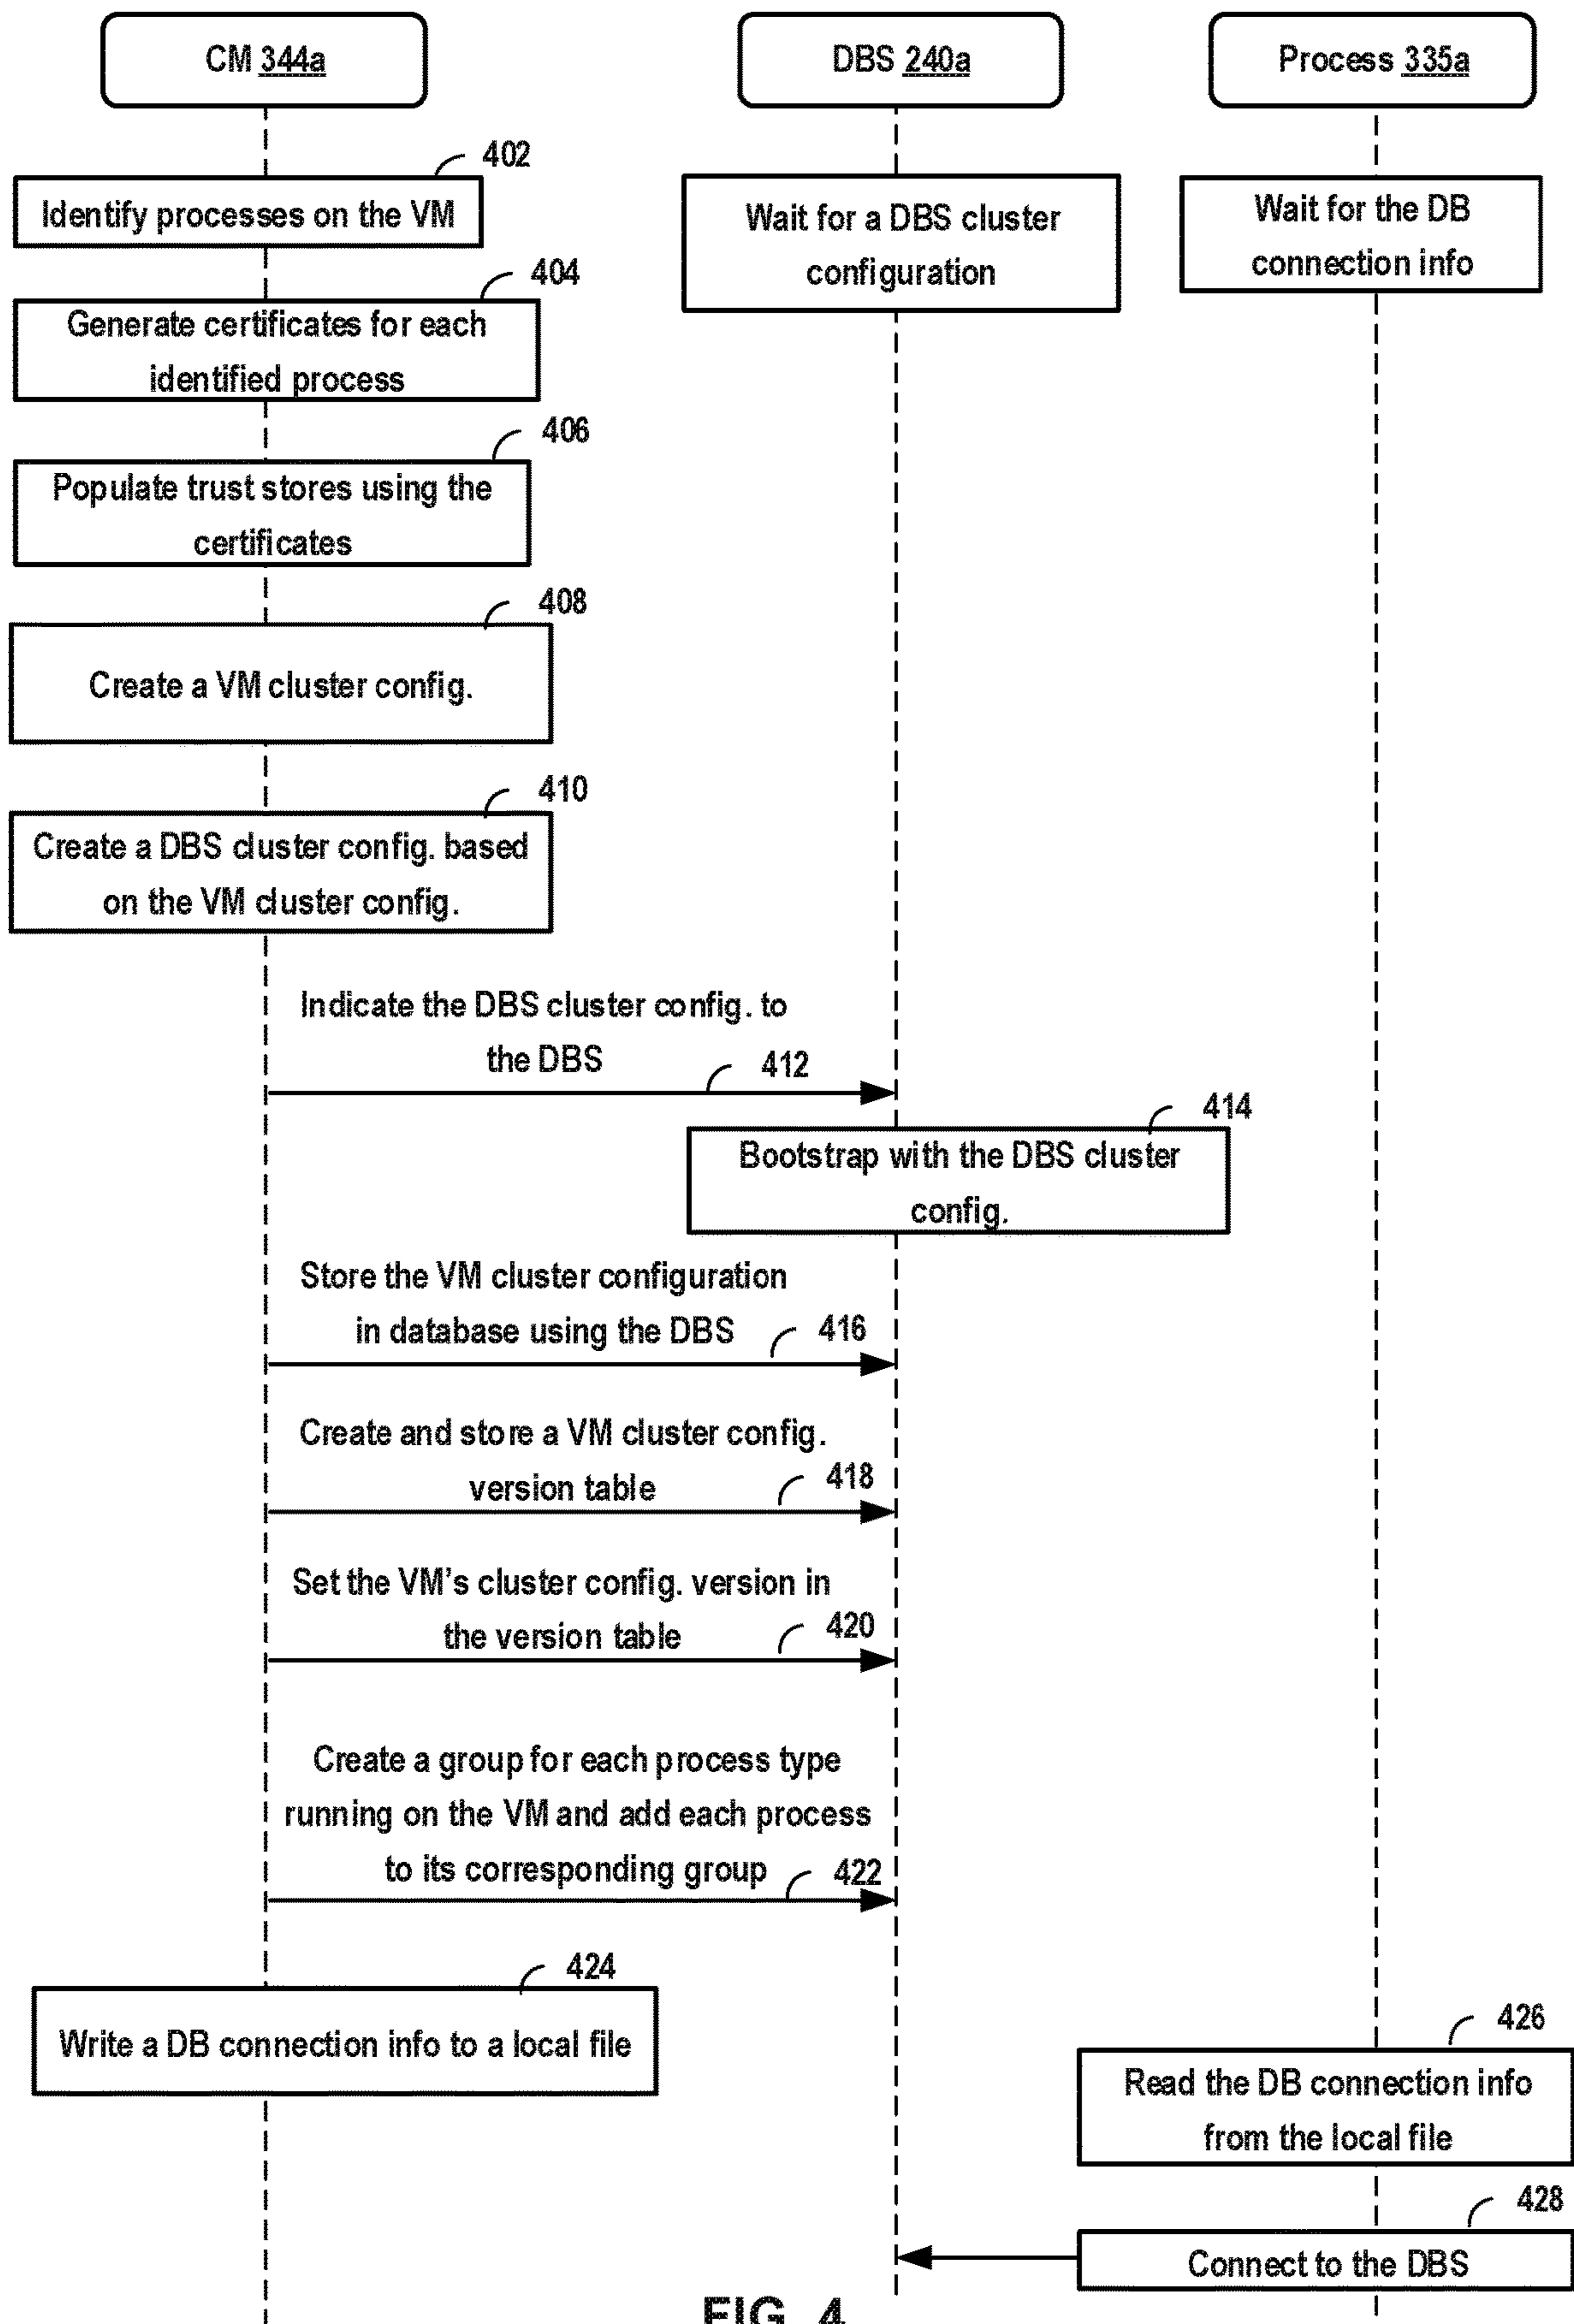 CM 344a
DBS 240a
Process 335a
402
Identify processes on the VM
Wait for a DBS cluster
configuration
Wait for the DB
connection info
404
Generate certificates for each
identified process
406
Populate trust stores using the
certificates
408
Create a VM cluster config.
410
Create a DBS cluster config. based
on the VM cluster config.
Indicate the DBS cluster config. to
the DBS
412
414
Bootstrap with the DBS cluster
config.
Store the VM cluster configuration
in database using the DBS
416
Create and store a VM cluster config.
version table
418
Set the VM's cluster config. version in
the version table
420
Create a group for each process type
running on the VM and add each process
to its corresponding group
422
424
Write a DB connection info to a local file
426
Read the DB connection info
from the local file
428
Connect to the DBS
FIG. 4